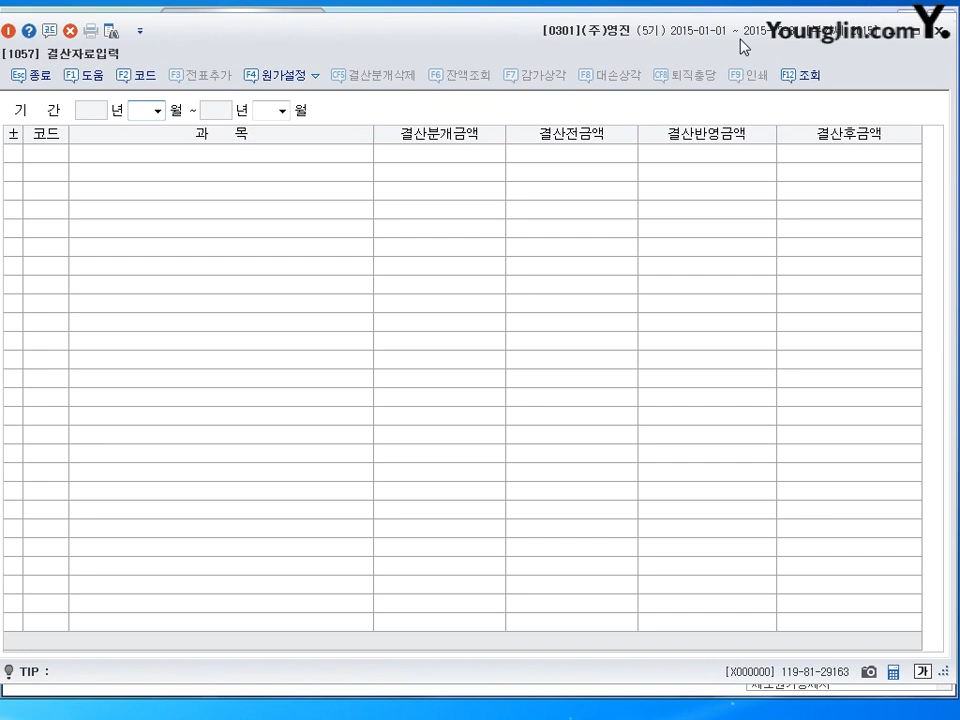 [0301](주)영진 (5기) 2015-01-01 ~ 2015-
Younglin.com Y.
[1057] 결산자료입력
Esc 종료 F1 도움 F2 코드 F3 전표추가 F4 원가설정 CF5 결산분개삭제 F6 잔액조회 F7 감가상각 F8 대손상각 CF8 퇴직충당 F9 인쇄 F12 조회
기 간 년 월 ~ 년 월
± 코드 과 목 결산분개금액 결산전금액 결산반영금액 결산후금액
TIP :
[X000000] 119-81-29163 가